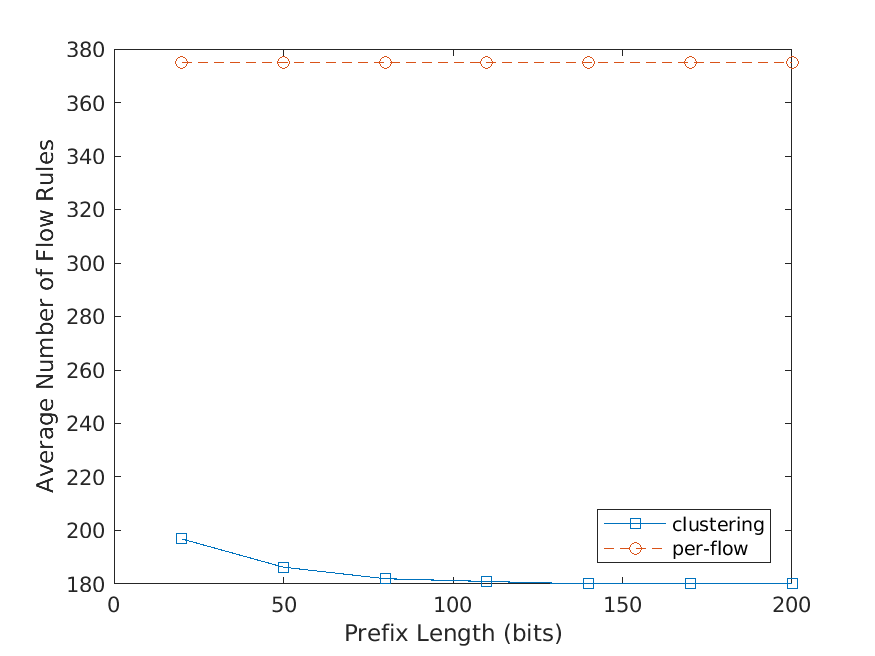 380
360
340
320
300
280
260
240
220
200
180
Average Number of Flow Rules
clustering
per-flow
0 50 100 150 200
Prefix Length (bits)